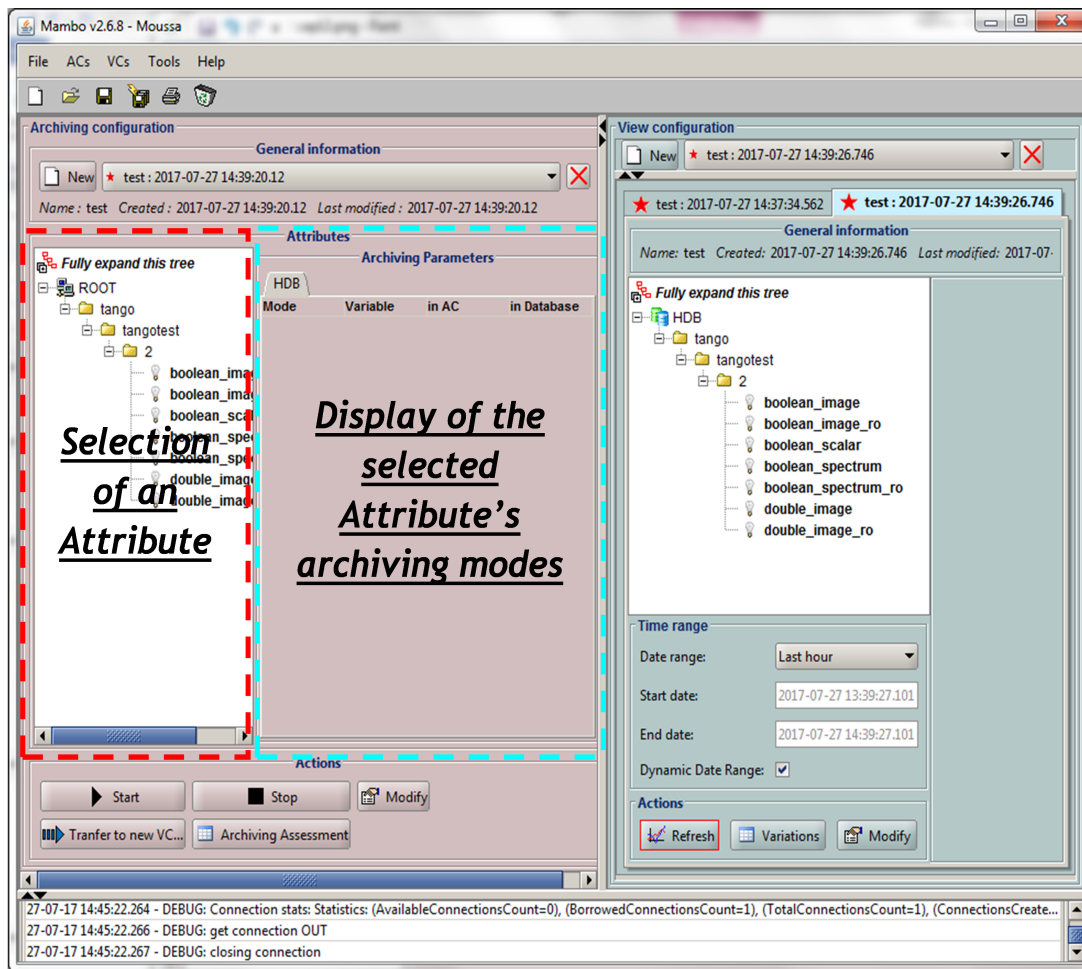 Mambo v2.6.8 - Moussa
File ACs VCs Tools Help
Archiving configuration
General information
New test : 2017-07-27 14:39:20.12
Name : test Created : 2017-07-27 14:39:20.12 Last modified : 2017-07-27 14:39:20.12
Attributes
Fully expand this tree
ROOT
tango
tangotest
2
boolean_imag
boolean_imag
boolean_scal
boolean_spec
boolean_spec
double_imag
double_imag
Selection
of an
Attribute
Archiving Parameters
HDB
Mode Variable in AC in Database
Display of the
selected
Attribute’s
archiving modes
Actions
Start Stop Modify
Tranfer to new VC... Archiving Assessment
View configuration
New test : 2017-07-27 14:39:26.746
test : 2017-07-27 14:37:34.562 test : 2017-07-27 14:39:26.746
General information
Name: test Created: 2017-07-27 14:39:26.746 Last modified: 2017-07-
Fully expand this tree
HDB
tango
tangotest
2
boolean_image
boolean_image_ro
boolean_scalar
boolean_spectrum
boolean_spectrum_ro
double_image
double_image_ro
Time range
Date range: Last hour
Start date: 2017-07-27 13:39:27.101
End date: 2017-07-27 14:39:27.101
Dynamic Date Range:
Actions
Refresh Variations Modify
27-07-17 14:45:22.264 - DEBUG: Connection stats: Statistics: (AvailableConnectionsCount=0), (BorrowedConnectionsCount=1), (TotalConnectionsCount=1), (ConnectionsCreate...
27-07-17 14:45:22.266 - DEBUG: get connection OUT
27-07-17 14:45:22.267 - DEBUG: closing connection